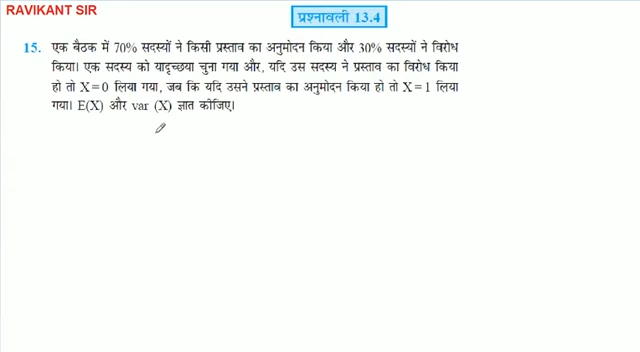 RAVIKANT SIR
प्रश्नावली 13.4
15. एक बैठक में 70% सदस्यों ने किसी प्रस्ताव का अनुमोदन किया और 30% सदस्यों ने विरोध
किया। एक सदस्य को यादृच्छया चुना गया और, यदि उस सदस्य ने प्रस्ताव का विरोध किया
हो तो X = 0 लिया गया, जब कि यदि उसने प्रस्ताव का अनुमोदन किया हो तो X = 1 लिया
गया। E(X) और var (X) ज्ञात कीजिए।